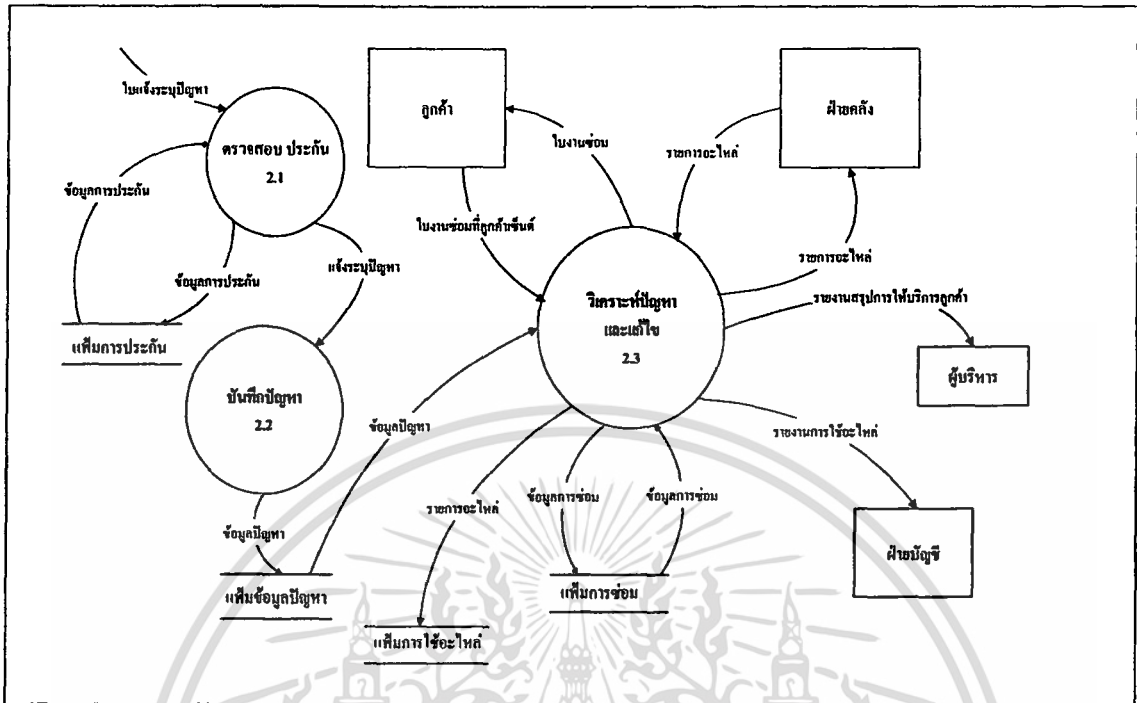 ใบแจ้งระบุปัญหา
ลูกค้า
ฝ่ายคลัง
ตรวจสอบ ประกัน
2.1
ใบงานซ่อม
รายการอะไหล่
ข้อมูลการประกัน
ใบงานซ่อมที่ลูกค้าเซ็นต์
ข้อมูลการประกัน
แจ้งระบุปัญหา
รายการอะไหล่
วิเคราะห์ปัญหา
และแก้ไข
2.3
รายงานสรุปการให้บริการลูกค้า
แฟ้มการประกัน
ผู้บริหาร
บันทึกปัญหา
2.2
ข้อมูลปัญหา
รายงานการใช้อะไหล่
รายการอะไหล่
ข้อมูลการซ่อม
ข้อมูลการซ่อม
ข้อมูลปัญหา
ฝ่ายบัญชี
แฟ้มข้อมูลปัญหา
แฟ้มการซ่อม
แฟ้มการใช้อะไหล่